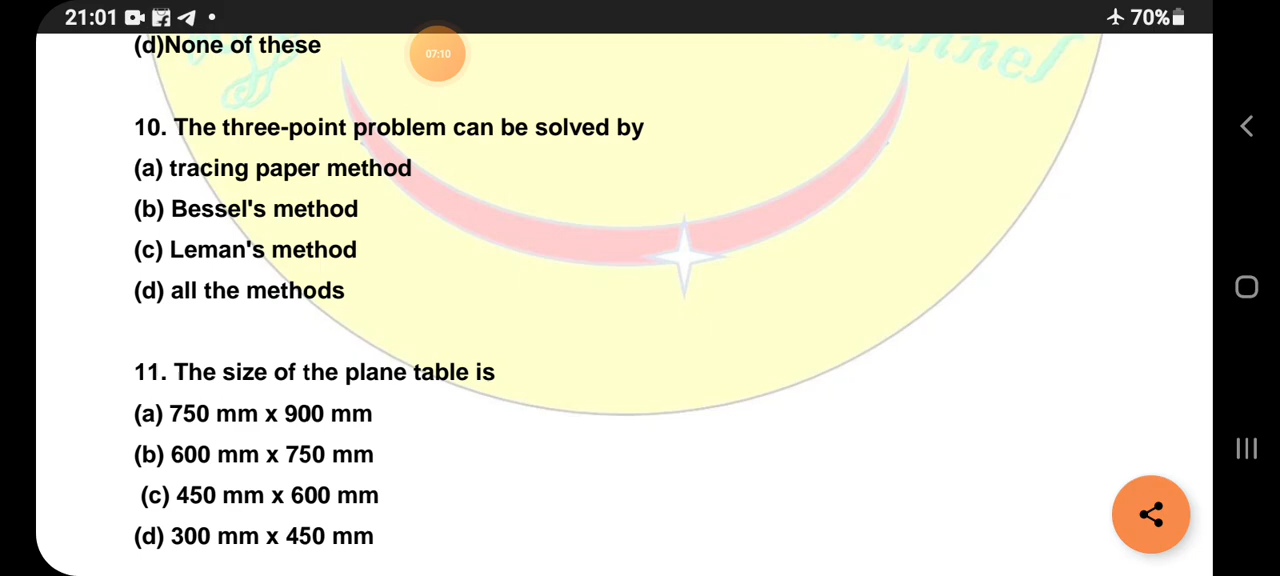 21:01 70%
(d)None of these
07:10
nnel
10. The three-point problem can be solved by
(a) tracing paper method
(b) Bessel's method
(c) Leman's method
(d) all the methods
11. The size of the plane table is
(a) 750 mm x 900 mm
(b) 600 mm x 750 mm
(c) 450 mm x 600 mm
(d) 300 mm x 450 mm